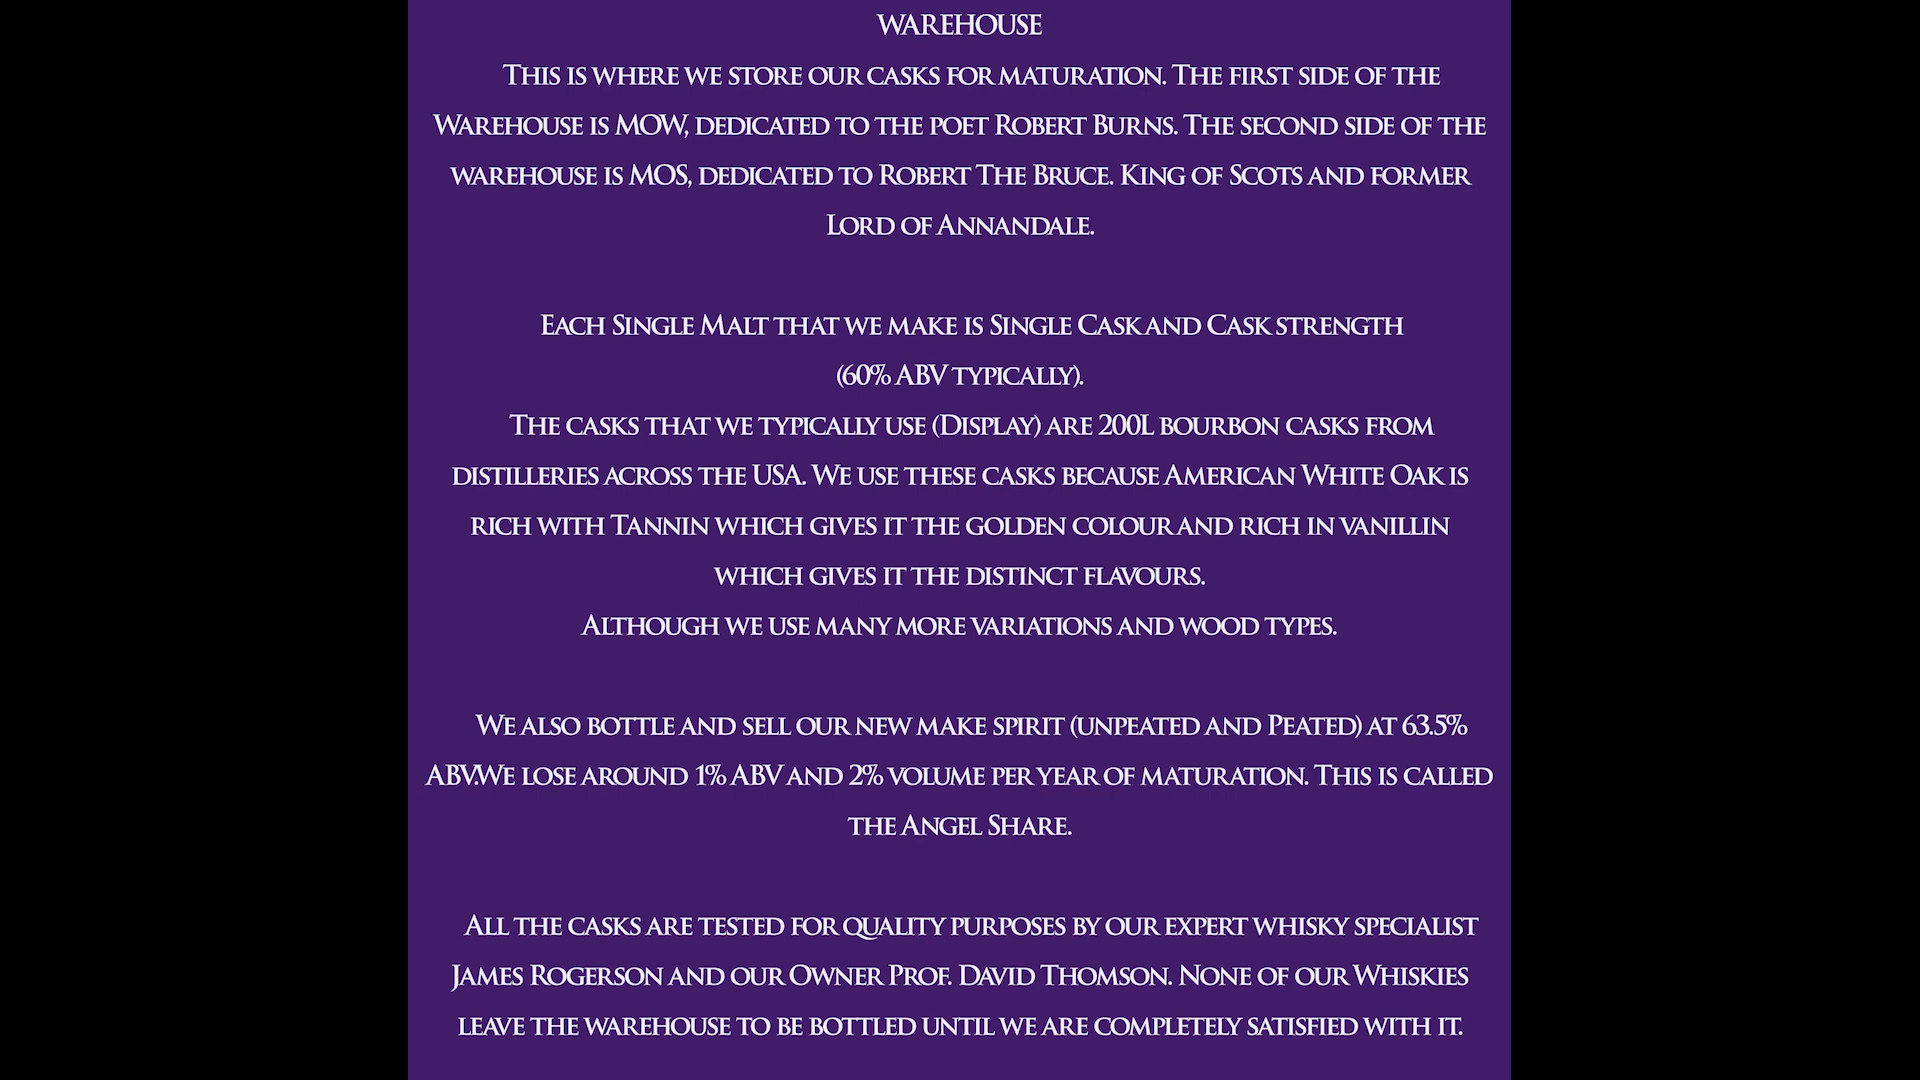 WAREHOUSE
This is where we store our casks for maturation. The first side of the
Warehouse is MOW, dedicated to the poet Robert Burns. The second side of the
warehouse is MOS, dedicated to Robert The Bruce. King of Scots and former
Lord of Annandale.
Each Single Malt that we make is Single Cask and Cask strength
(60% ABV typically).
The casks that we typically use (Display) are 200L bourbon casks from
distilleries across the USA. We use these casks because American White Oak is
rich with Tannin which gives it the golden colour and rich in vanillin
which gives it the distinct flavours.
Although we use many more variations and wood types.
We also bottle and sell our new make spirit (unpeated and Peated) at 63.5%
ABV.We lose around 1% ABV and 2% volume per year of maturation. This is called
the Angel Share.
All the casks are tested for quality purposes by our expert whisky specialist
James Rogerson and our Owner Prof. David Thomson. None of our Whiskies
leave the warehouse to be bottled until we are completely satisfied with it.